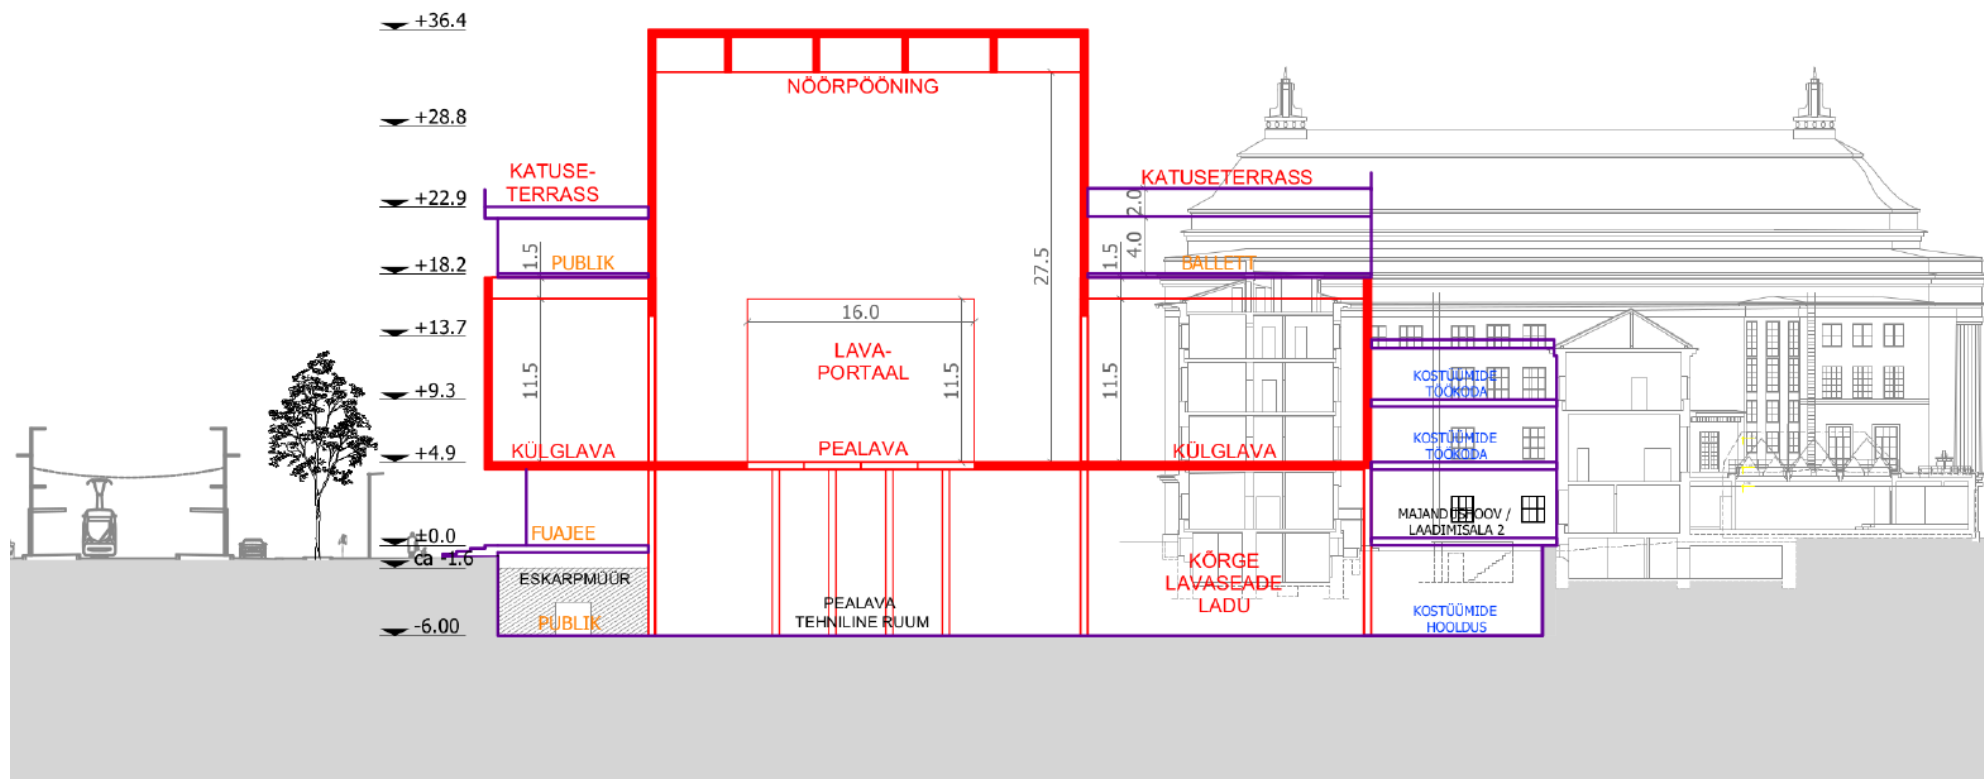 +36.4
NÖÖRPÖÖNING
+28.8
KATUSE-
TERRASS
KATUSETERRASS
+22.9
2.0
4.0
1.5
PUBLIK
27.5
1.5
BALLETT
+18.2
16.0
+13.7
LAVA-
PORTAAL
11.5
11.5
11.5
KOSTÜÜMIDE
TÖÖKODA
+9.3
KÜLGLAVA
PEALAVA
KÜLGLAVA
KOSTÜÜMIDE
TÖÖKODA
+4.9
MAJANDUSHOOV /
LAADIMISALA 2
FUAJEE
±0.0
ca -1.6
ESKARPMÜÜR
KÕRGE
LAVASEADE
LADU
PEALAVA
TEHNILINE RUUM
PUBLIK
KOSTÜÜMIDE
HOOLDUS
-6.00